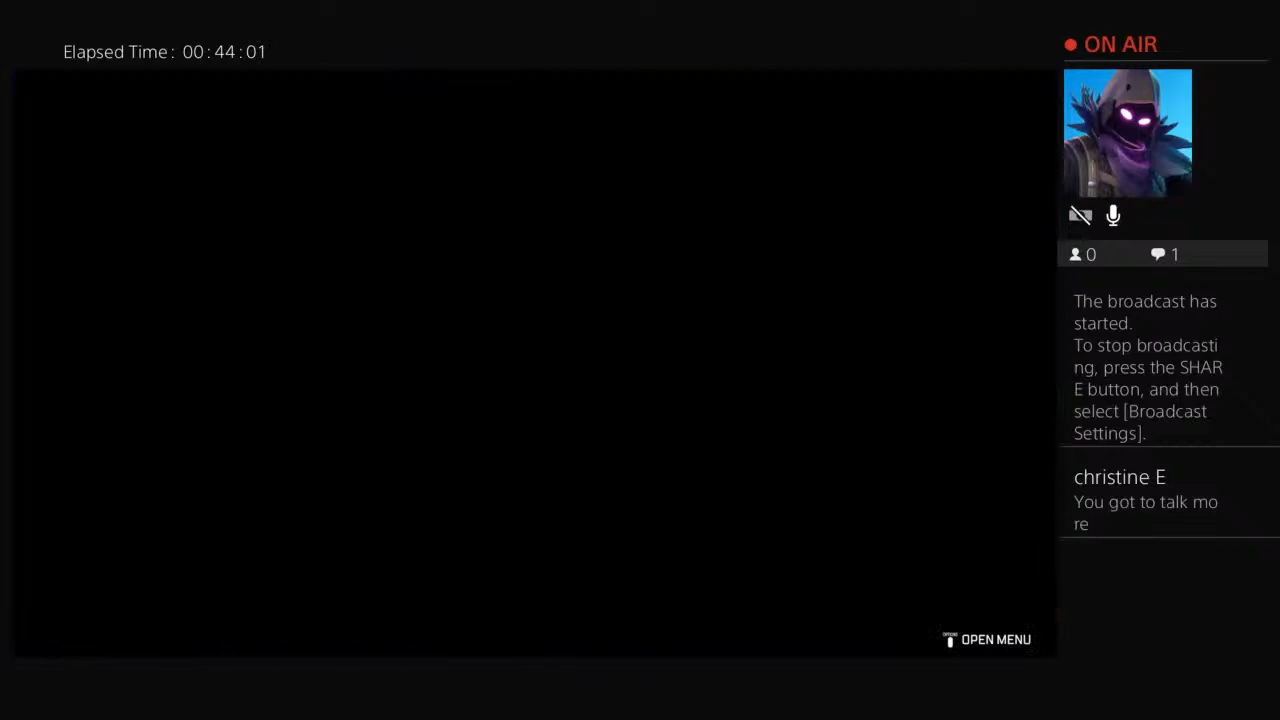 Elapsed Time: 00:44:01
ON AIR
0 1
The broadcast has
started.
To stop broadcasti
ng, press the SHAR
E button, and then
select [Broadcast
Settings].
christine E
You got to talk mo
re
OPTIONS
OPEN MENU